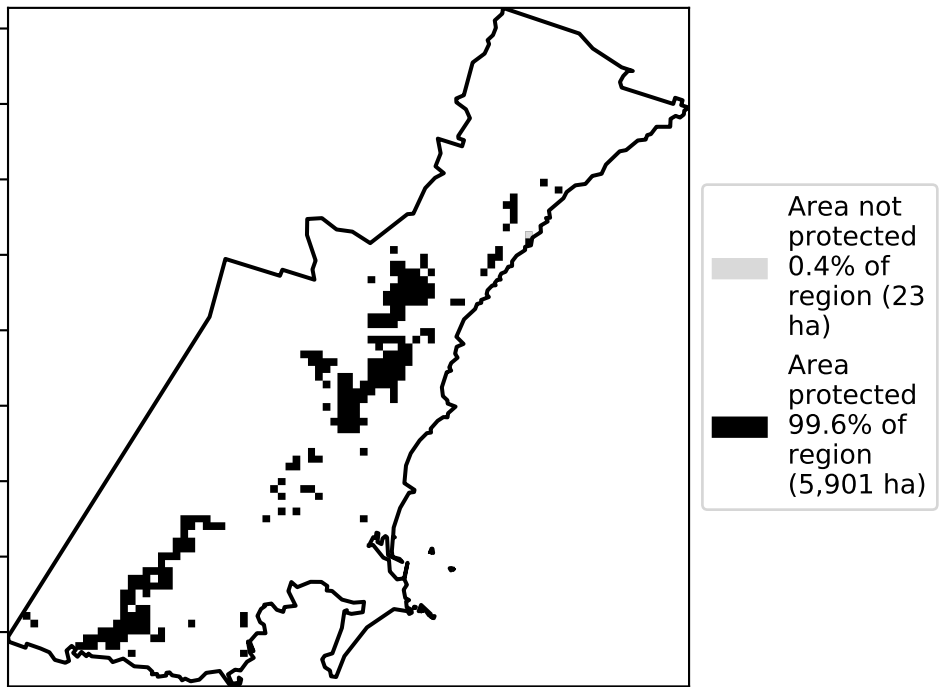 Area not
protected
0.4% of
region (23
ha)
Area
protected
99.6% of
region
(5,901 ha)